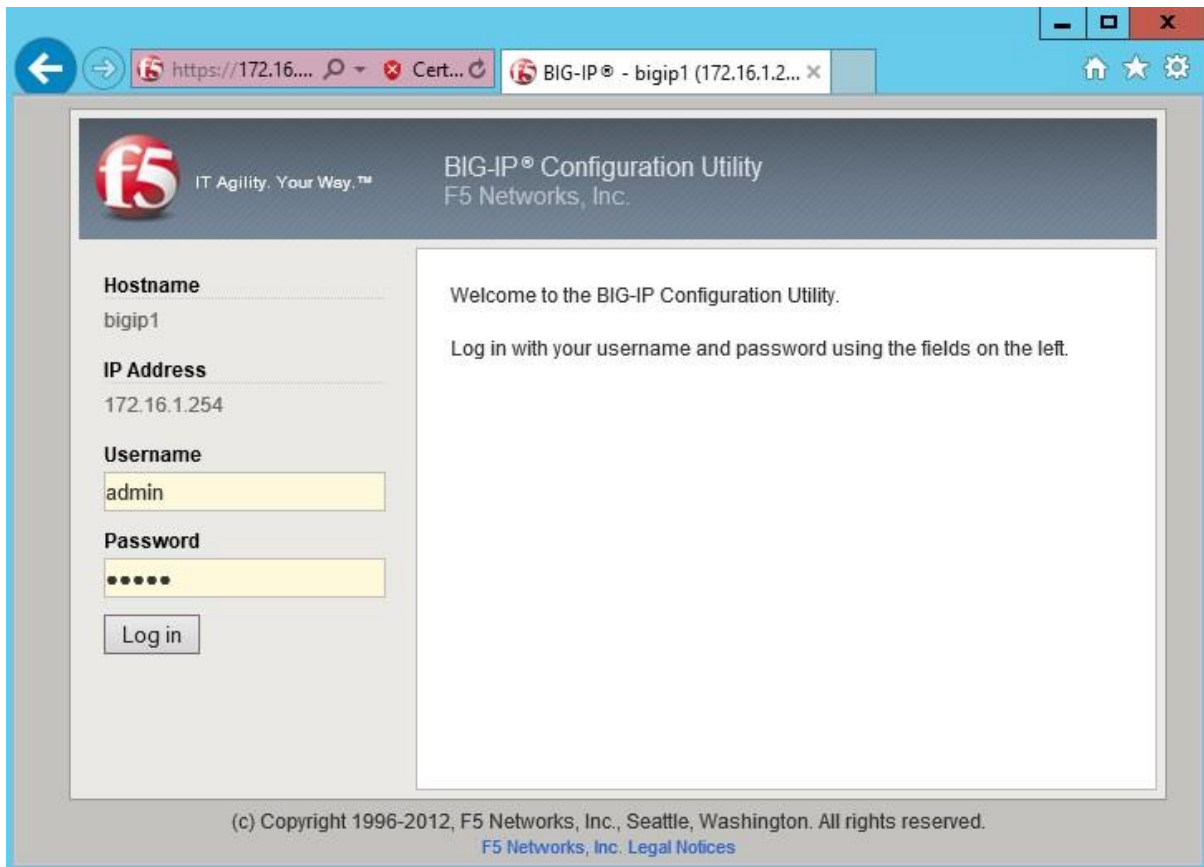 https://172.16....
Cert...
BIG-IP® - bigip1 (172.16.1.2...
f5
IT Agility. Your Way.™
BIG-IP® Configuration Utility
F5 Networks, Inc.
Hostname
bigip1
IP Address
172.16.1.254
Username
admin
Password
•••••
Log in
Welcome to the BIG-IP Configuration Utility.
Log in with your username and password using the fields on the left.
(c) Copyright 1996-2012, F5 Networks, Inc., Seattle, Washington. All rights reserved.
F5 Networks, Inc. Legal Notices